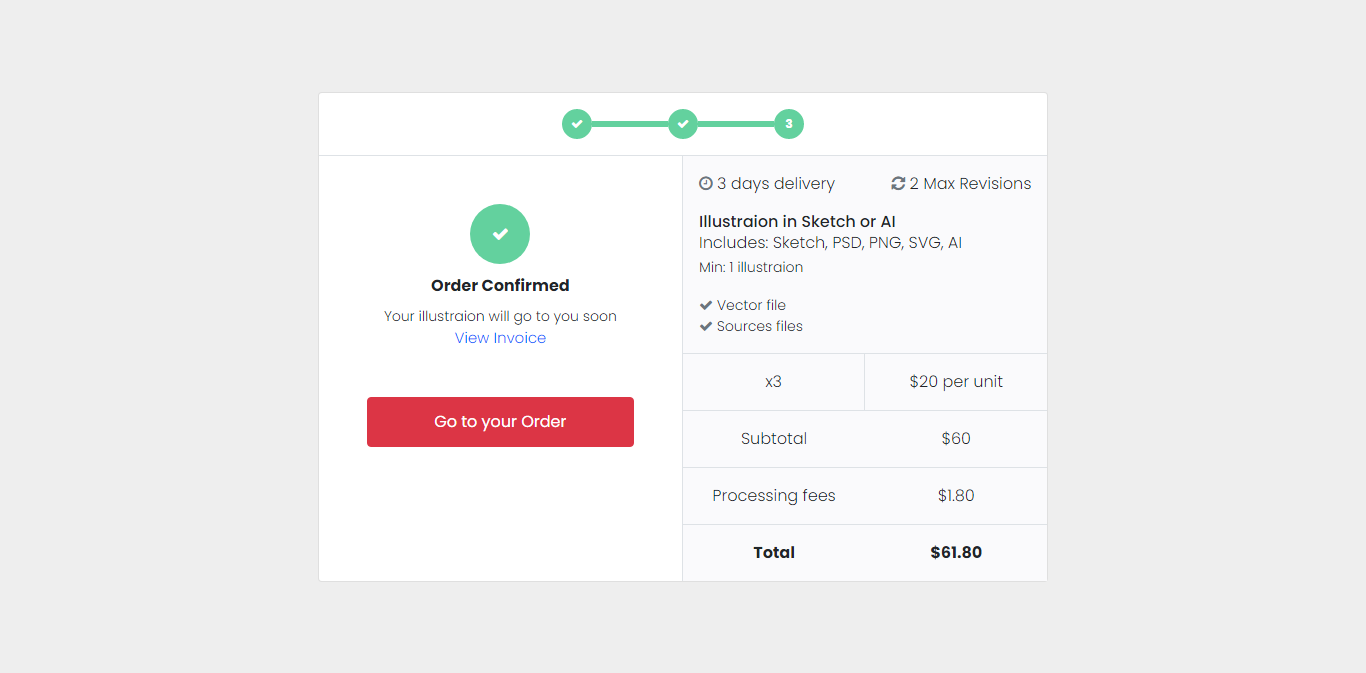 3
Order Confirmed
Your illustraion will go to you soon
View Invoice
Go to your Order
3 days delivery
2 Max Revisions
Illustraion in Sketch or AI
Includes: Sketch, PSD, PNG, SVG, AI
Min: 1 illustraion
Vector file
Sources files
x3
$20 per unit
Subtotal
$60
Processing fees
$1.80
Total
$61.80